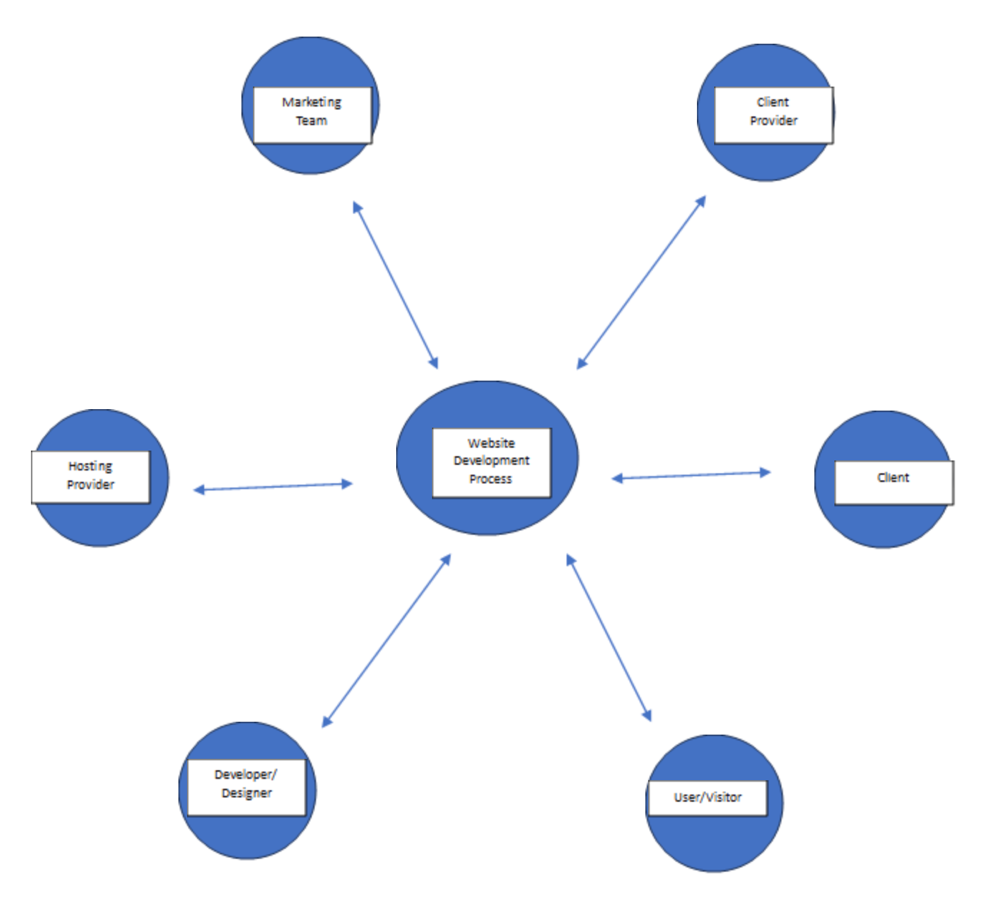 Marketing
Team
Client
Provider
Website
Development
Process
Hosting
Provider
Client
Developer/
Designer
User/Visitor